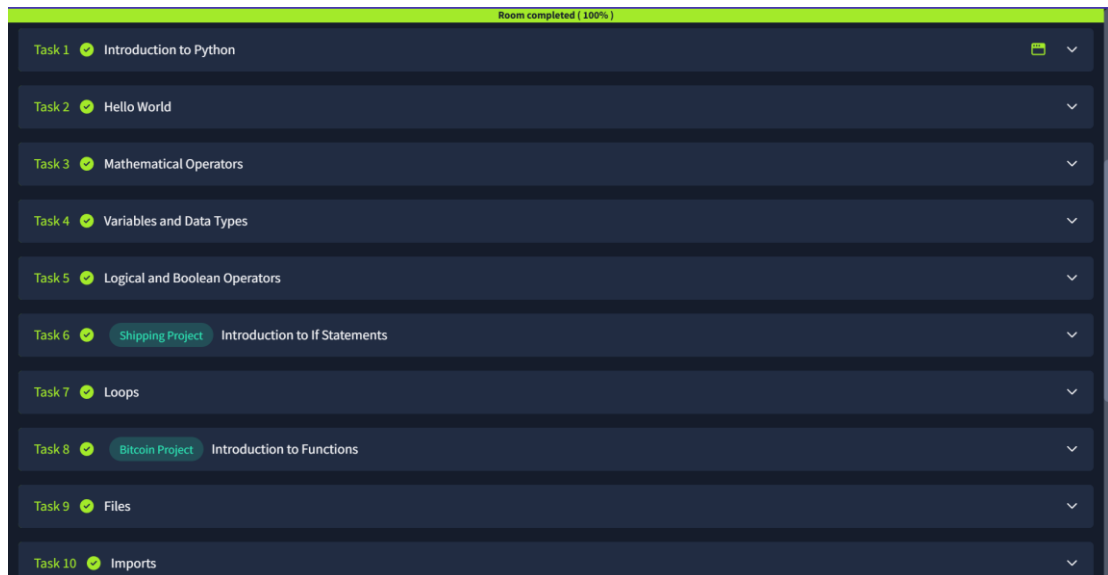 Room completed ( 100% )
Task 1 Introduction to Python
Task 2 Hello World
Task 3 Mathematical Operators
Task 4 Variables and Data Types
Task 5 Logical and Boolean Operators
Task 6 Shipping Project Introduction to If Statements
Task 7 Loops
Task 8 Bitcoin Project Introduction to Functions
Task 9 Files
Task 10 Imports